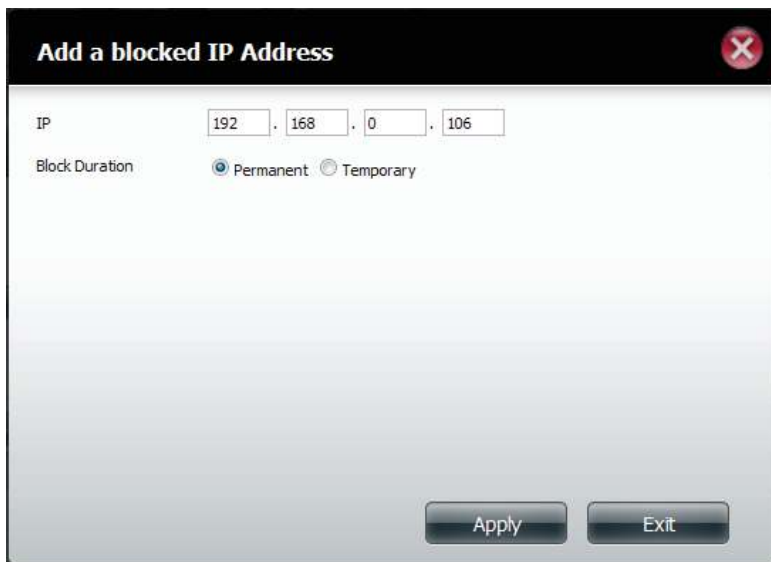 Add a blocked IP Address
IP 192 . 168 . 0 . 106
Block Duration Permanent Temporary
Apply Exit